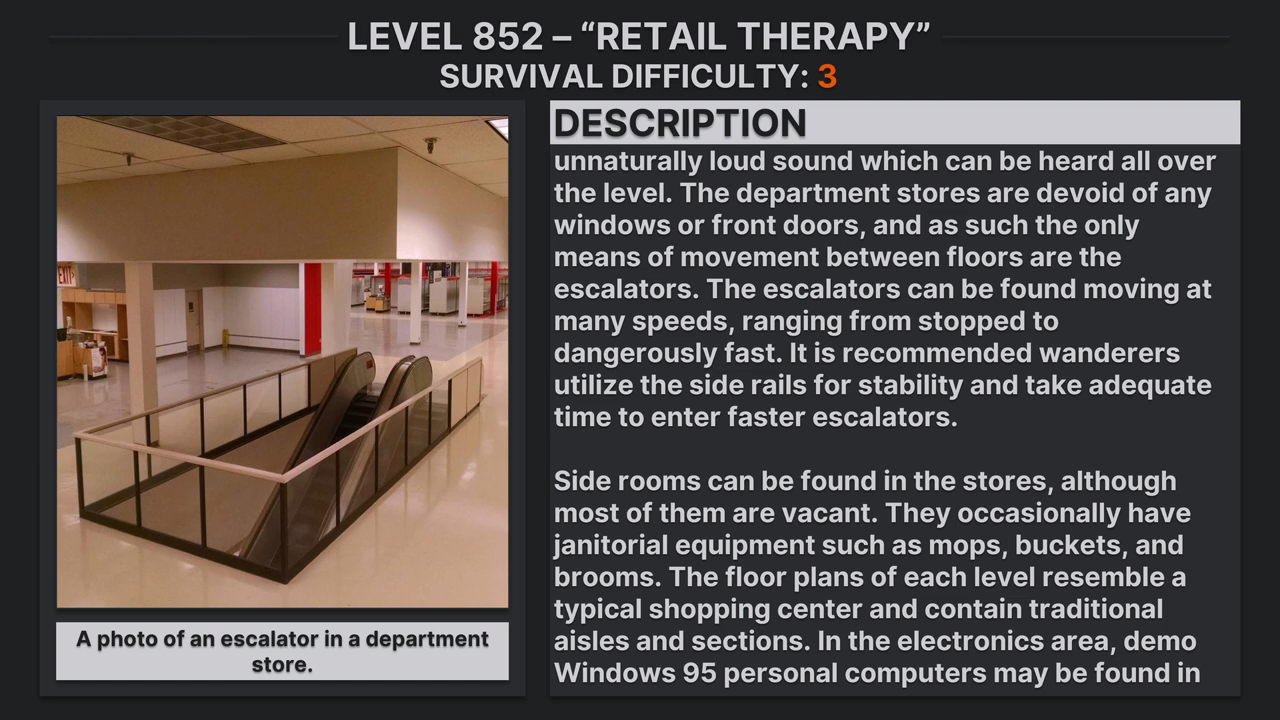 LEVEL 852 – “RETAIL THERAPY”
SURVIVAL DIFFICULTY: 3
EXIT
A photo of an escalator in a department
store.
DESCRIPTION
unnaturally loud sound which can be heard all over
the level. The department stores are devoid of any
windows or front doors, and as such the only
means of movement between floors are the
escalators. The escalators can be found moving at
many speeds, ranging from stopped to
dangerously fast. It is recommended wanderers
utilize the side rails for stability and take adequate
time to enter faster escalators.
Side rooms can be found in the stores, although
most of them are vacant. They occasionally have
janitorial equipment such as mops, buckets, and
brooms. The floor plans of each level resemble a
typical shopping center and contain traditional
aisles and sections. In the electronics area, demo
Windows 95 personal computers may be found in